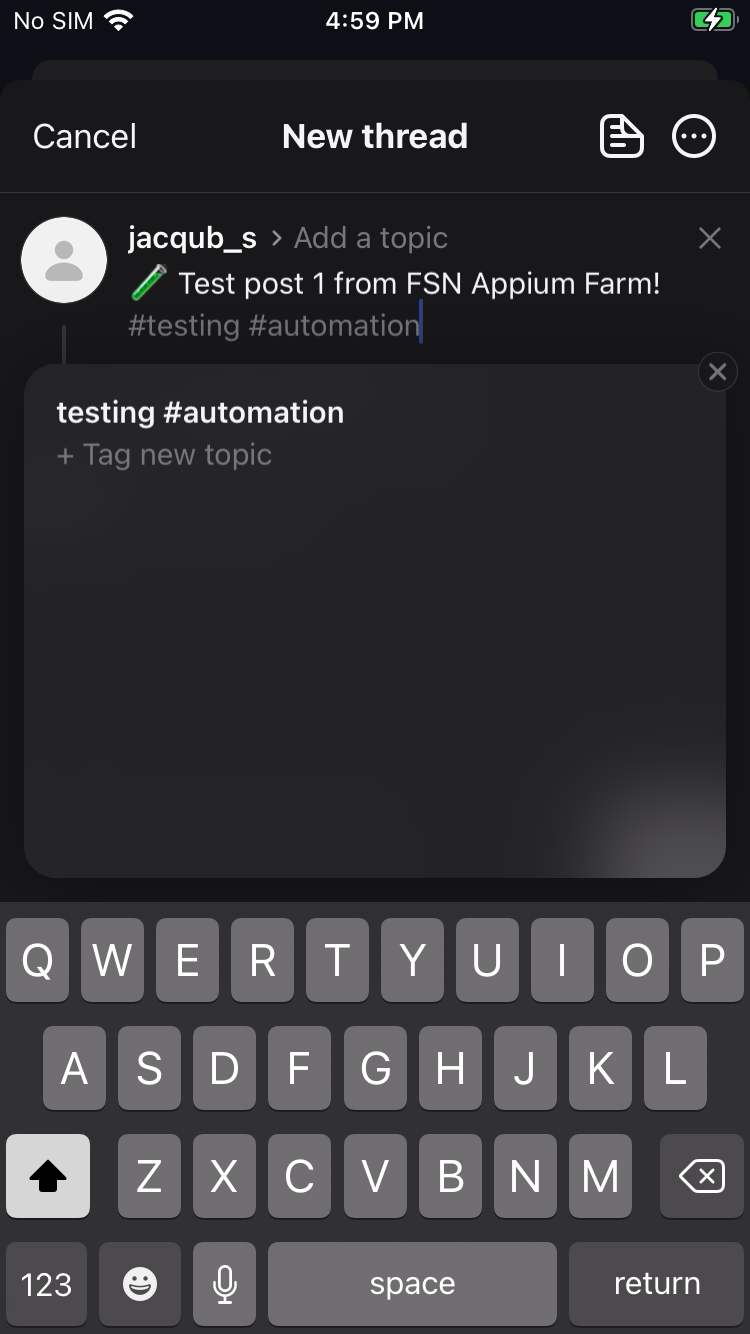 No SIM 4:59 PM
Cancel New thread
jacqub_s > Add a topic
🧪 Test post 1 from FSN Appium Farm!
#testing #automation
testing #automation
+ Tag new topic
Q W E R T Y U I O P
A S D F G H J K L
Z X C V B N M
123 space return